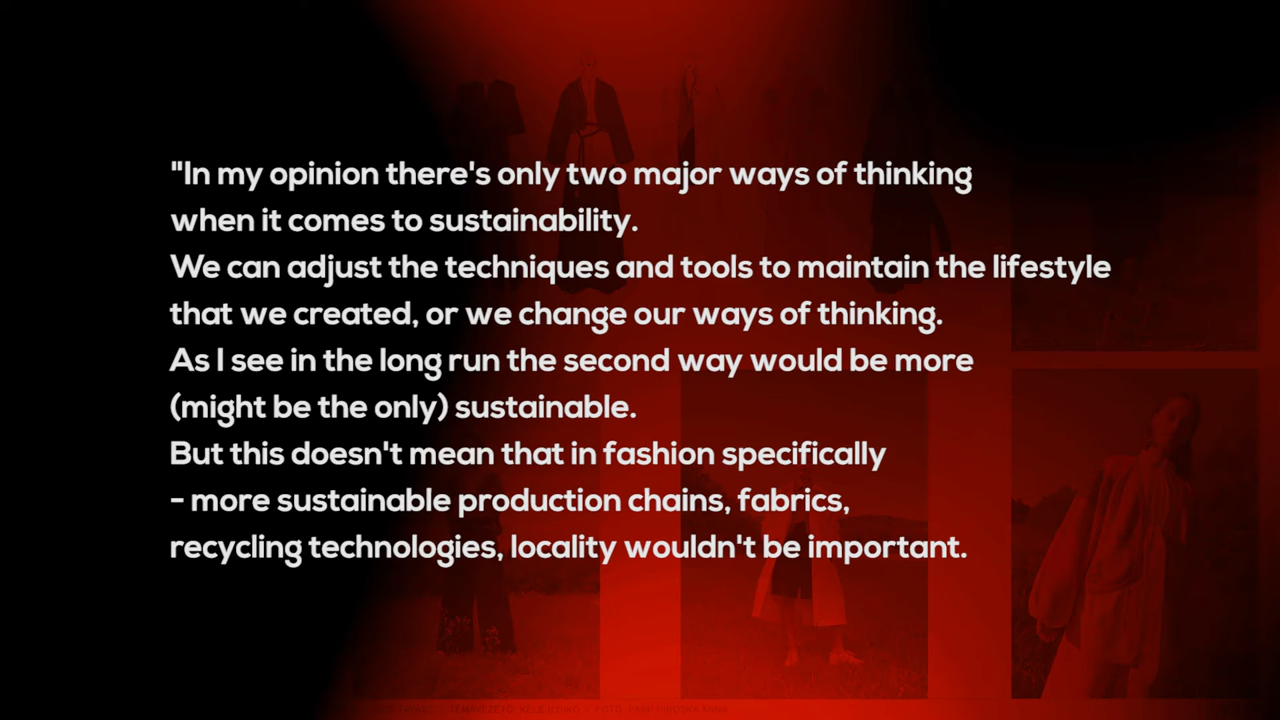 "In my opinion there's only two major ways of thinking
when it comes to sustainability.
We can adjust the techniques and tools to maintain the lifestyle
that we created, or we change our ways of thinking.
As I see in the long run the second way would be more
(might be the only) sustainable.
But this doesn't mean that in fashion specifically
- more sustainable production chains, fabrics,
recycling technologies, locality wouldn't be important.